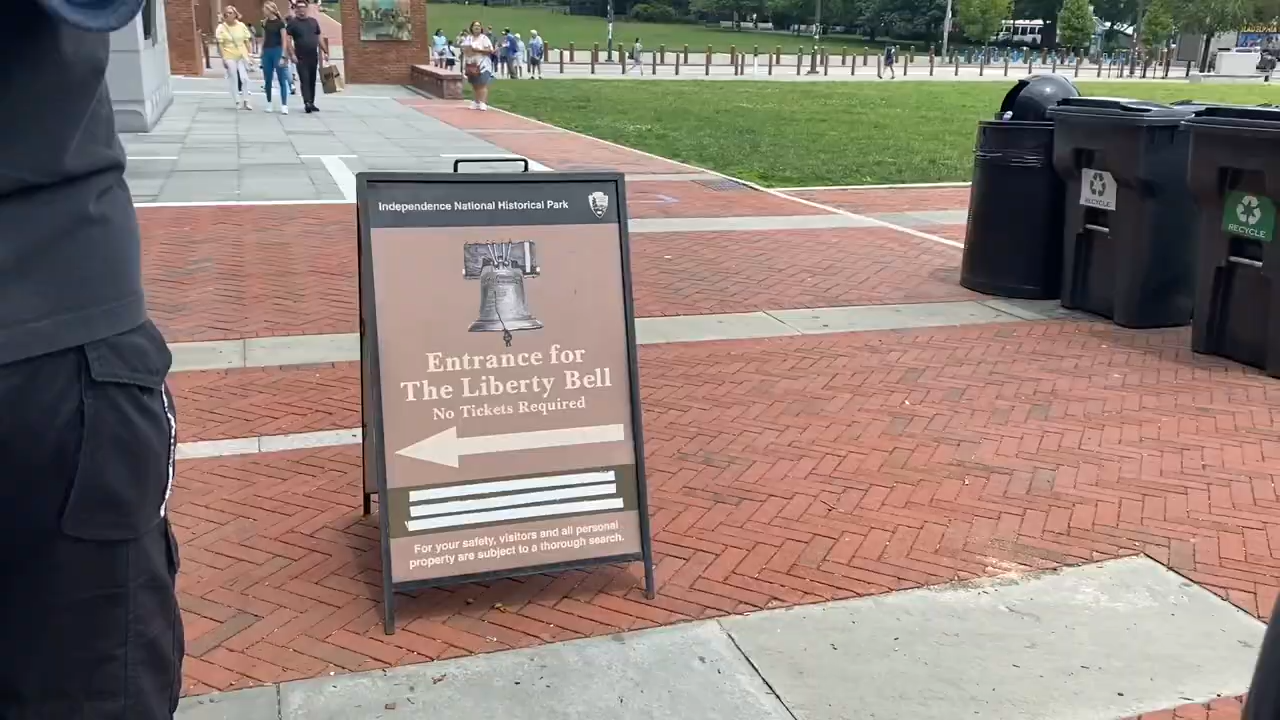 Independence National Historical Park
Entrance for
The Liberty Bell
No Tickets Required
For your safety, visitors and all personal
property are subject to a thorough search.
RECYCLE
RECYCLE